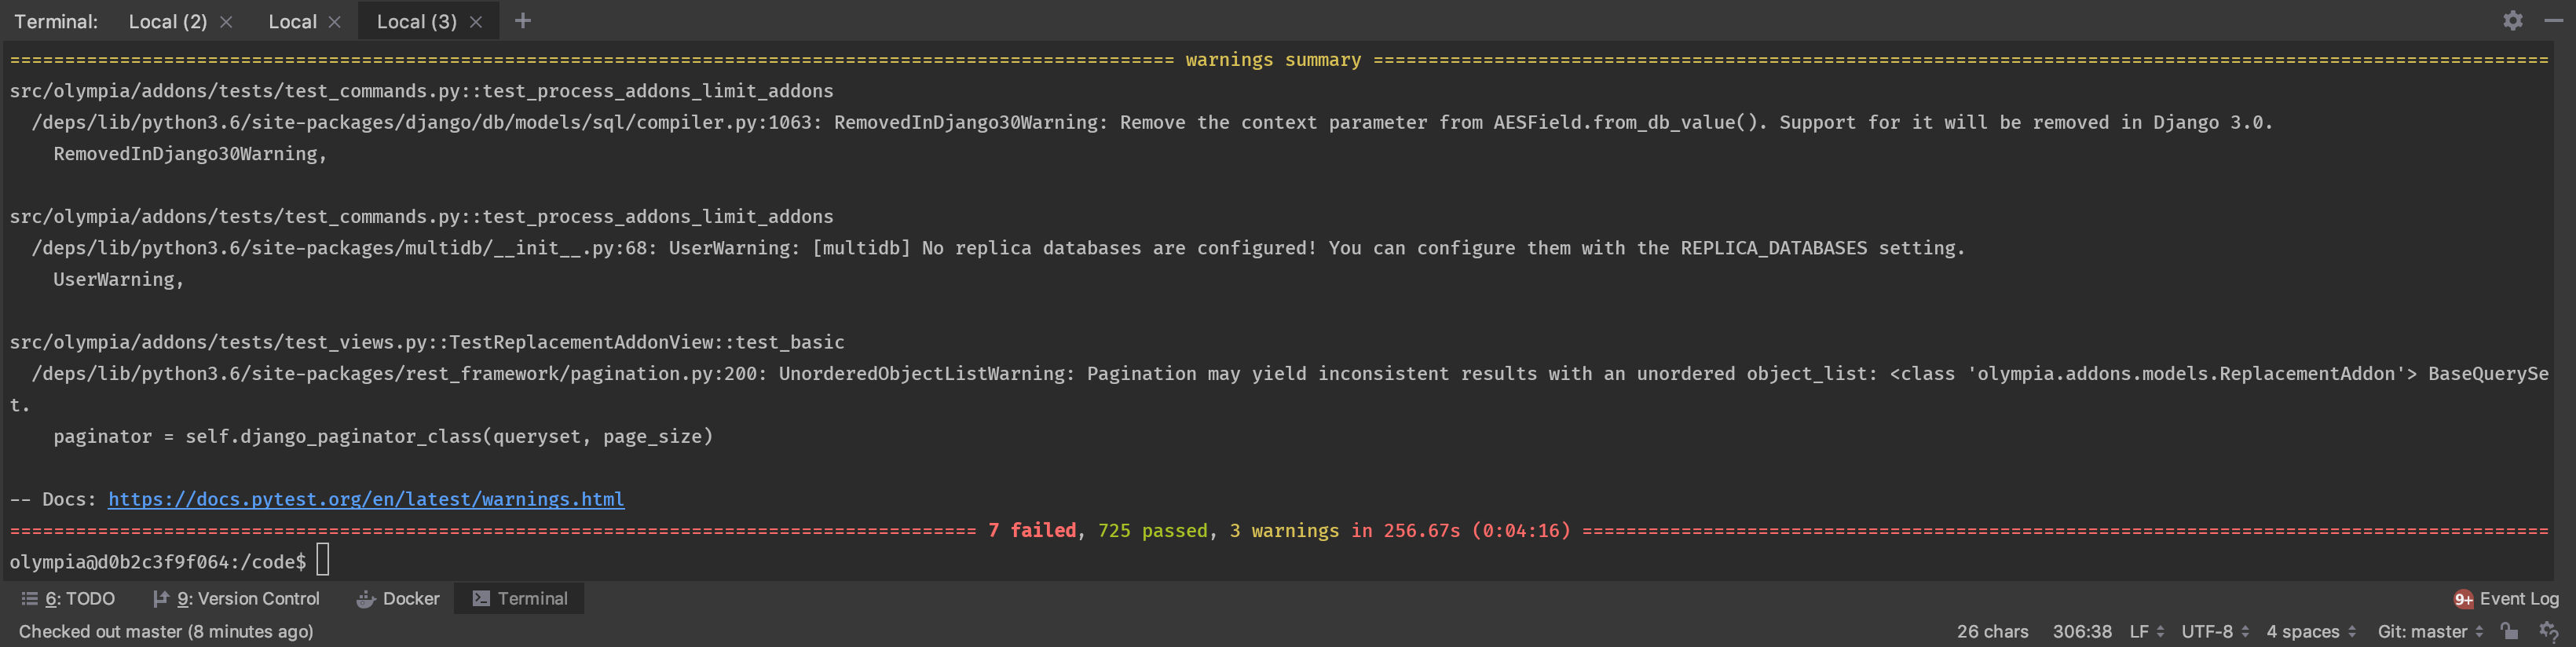 Terminal: Local (2) × Local × Local (3) × +
================================================================================================= warnings summary =================================================================================================
src/olympia/addons/tests/test_commands.py::test_process_addons_limit_addons
/deps/lib/python3.6/site-packages/django/db/models/sql/compiler.py:1063: RemovedInDjango30Warning: Remove the context parameter from AESField.from_db_value(). Support for it will be removed in Django 3.0.
RemovedInDjango30Warning,
src/olympia/addons/tests/test_commands.py::test_process_addons_limit_addons
/deps/lib/python3.6/site-packages/multidb/__init__.py:68: UserWarning: [multidb] No replica databases are configured! You can configure them with the REPLICA_DATABASES setting.
UserWarning,
src/olympia/addons/tests/test_views.py::TestReplacementAddonView::test_basic
/deps/lib/python3.6/site-packages/rest_framework/pagination.py:200: UnorderedObjectListWarning: Pagination may yield inconsistent results with an unordered object_list: <class 'olympia.addons.models.ReplacementAddon'> BaseQuerySe
t.
paginator = self.django_paginator_class(queryset, page_size)
-- Docs: https://docs.pytest.org/en/latest/warnings.html
======================================================================================== 7 failed, 725 passed, 3 warnings in 256.67s (0:04:16) ========================================================================================
olympia@d0b2c3f9f064:/code$
6: TODO 9: Version Control Docker Terminal 9+ Event Log
Checked out master (8 minutes ago) 26 chars 306:38 LF UTF-8 4 spaces Git: master